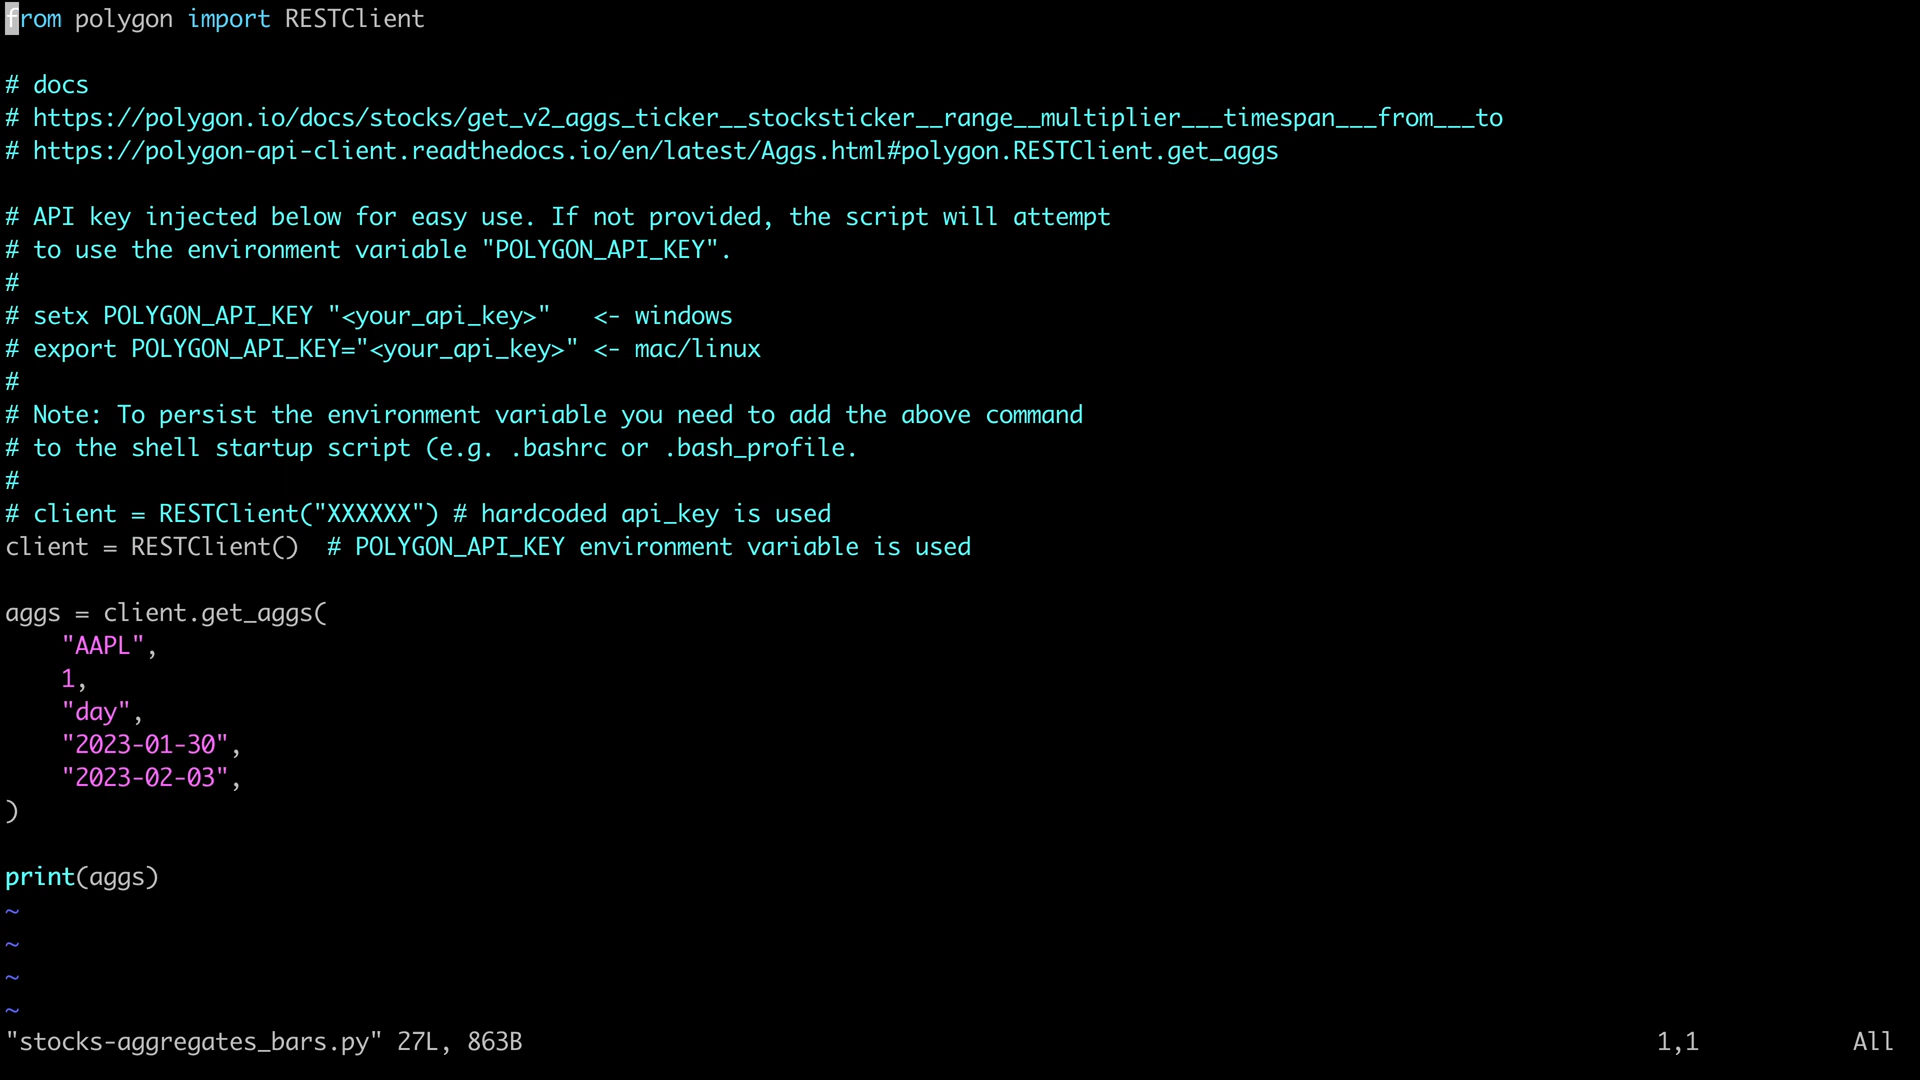 from polygon import RESTClient

# docs
# https://polygon.io/docs/stocks/get_v2_aggs_ticker__stocksticker__range__multiplier___timespan___from___to
# https://polygon-api-client.readthedocs.io/en/latest/Aggs.html#polygon.RESTClient.get_aggs

# API key injected below for easy use. If not provided, the script will attempt
# to use the environment variable "POLYGON_API_KEY".
#
# setx POLYGON_API_KEY "<your_api_key>"   <- windows
# export POLYGON_API_KEY="<your_api_key>" <- mac/linux
#
# Note: To persist the environment variable you need to add the above command
# to the shell startup script (e.g. .bashrc or .bash_profile.
#
# client = RESTClient("XXXXXX") # hardcoded api_key is used
client = RESTClient()  # POLYGON_API_KEY environment variable is used

aggs = client.get_aggs(
    "AAPL",
    1,
    "day",
    "2023-01-30",
    "2023-02-03",
)

print(aggs)
~
~
~
~
"stocks-aggregates_bars.py" 27L, 863B 1,1 All